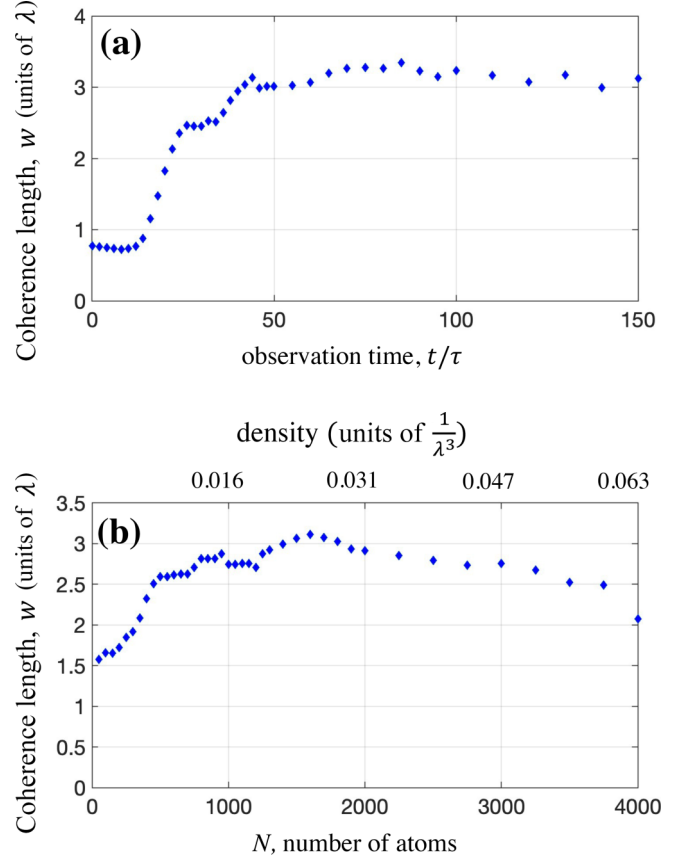 4
3
2
1
0
(a)
Coherence length, w (units of λ)
0 50 100 150
observation time, t/τ
density (units of 1/λ³)
0.016 0.031 0.047 0.063
3.5
3
2.5
2
1.5
1
0.5
0
(b)
Coherence length, w (units of λ)
0 1000 2000 3000 4000
N, number of atoms